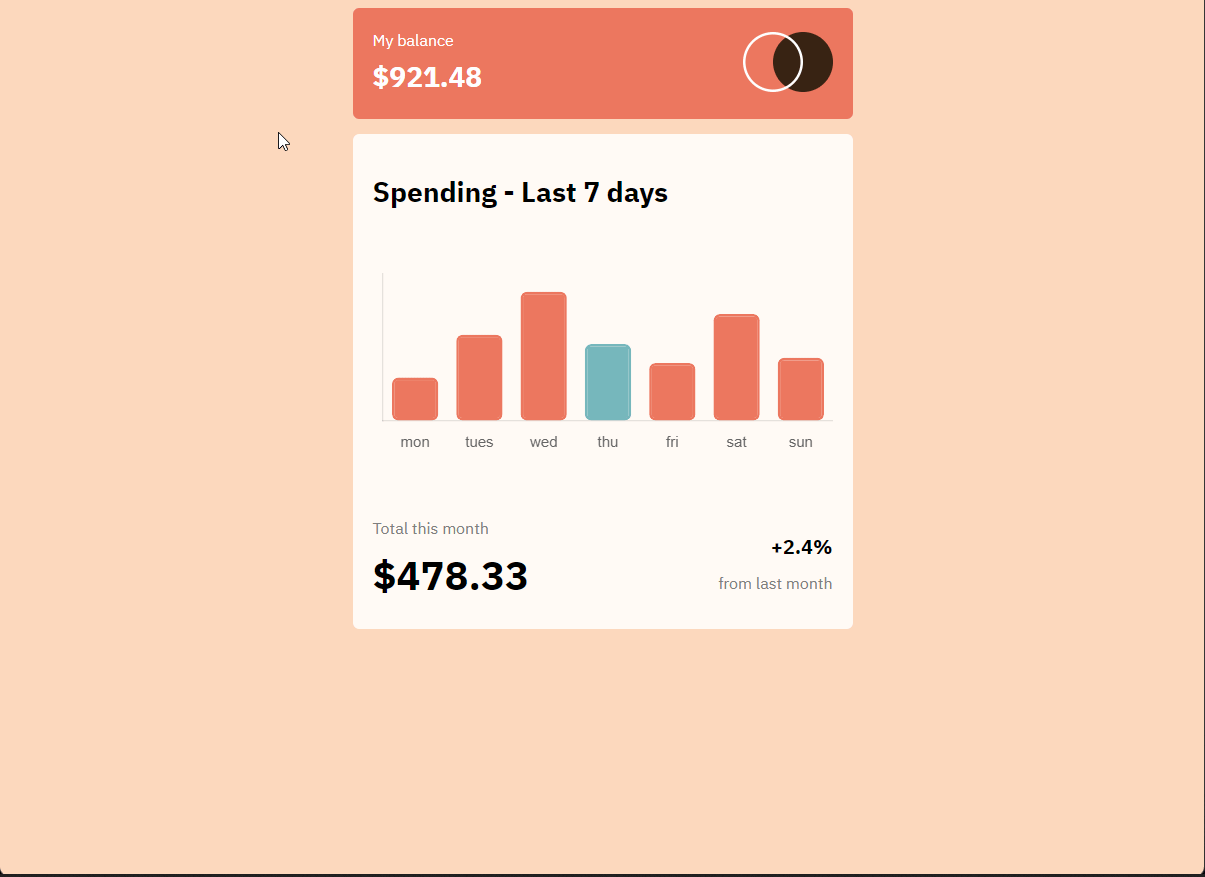 My balance
$921.48
Spending - Last 7 days
mon tues wed thu fri sat sun
Total this month
$478.33
+2.4%
from last month